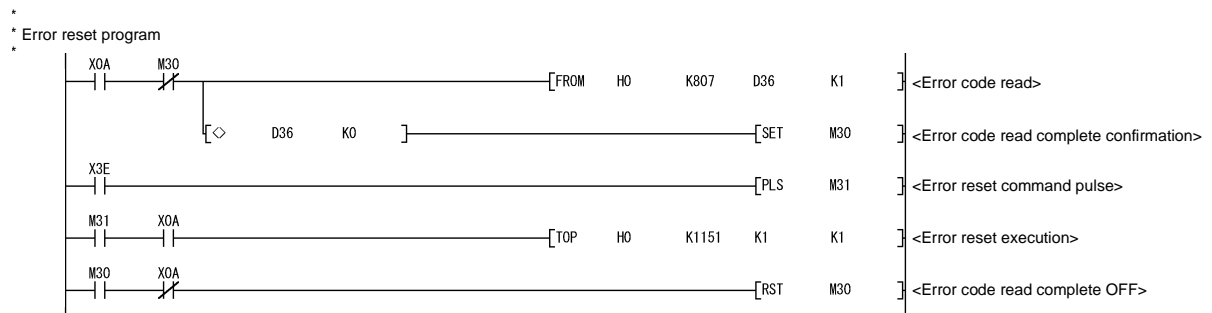 *
* Error reset program
*
X0A M30
[FROM H0 K807 D36 K1 ] <Error code read>
[<> D36 K0 ] [SET M30 ] <Error code read complete confirmation>
X3E
[PLS M31 ] <Error reset command pulse>
M31 X0A
[TOP H0 K1151 K1 K1 ] <Error reset execution>
M30 X0A
[RST M30 ] <Error code read complete OFF>